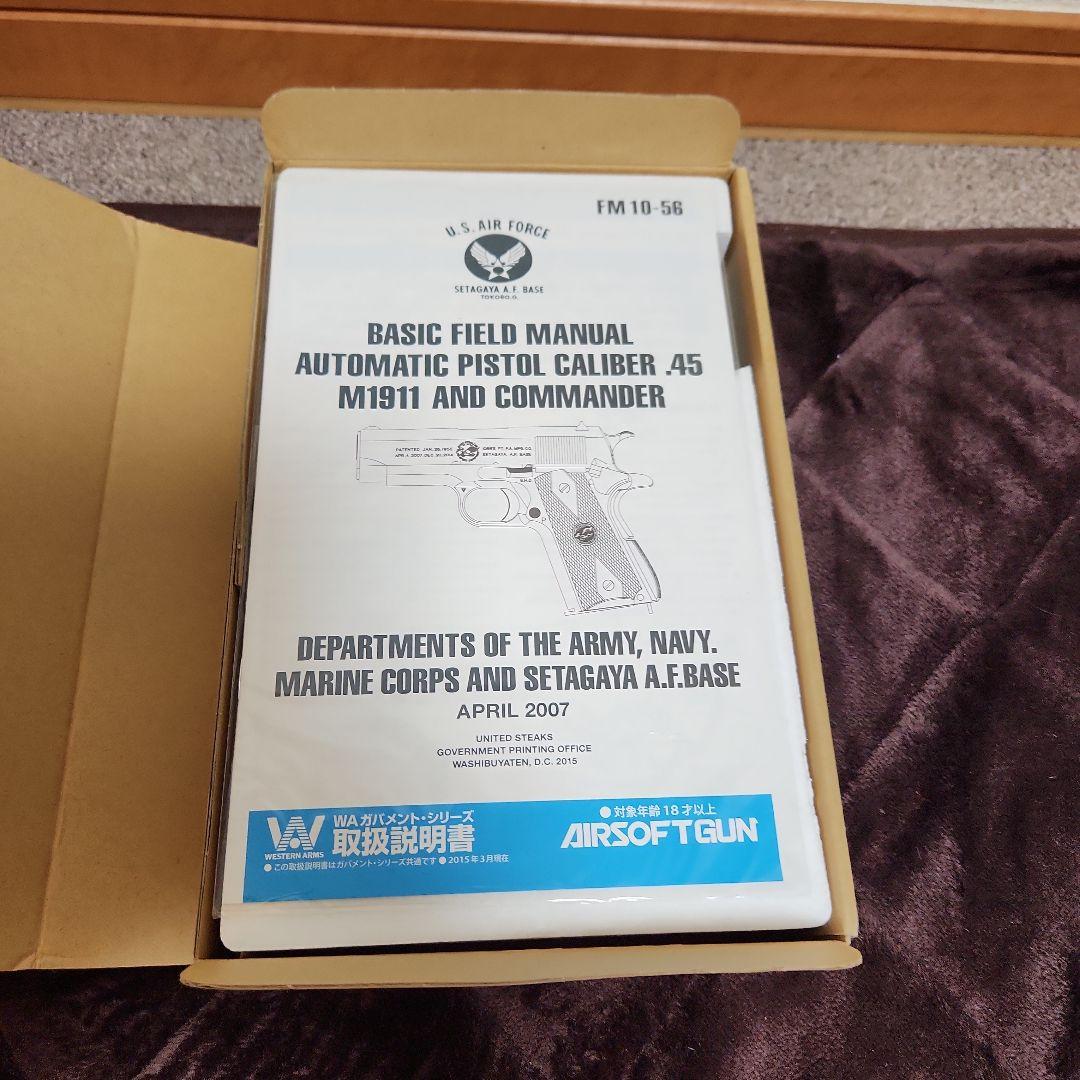 FM 10-56
U.S. AIR FORCE
SETAGAYA A.F. BASE
TOKORO.G.
BASIC FIELD MANUAL
AUTOMATIC PISTOL CALIBER .45
M1911 AND COMMANDER
SETAGAYA. A.F. BASE
DEPARTMENTS OF THE ARMY, NAVY.
MARINE CORPS AND SETAGAYA A.F.BASE
APRIL 2007
UNITED STEAKS
GOVERNMENT PRINTING OFFICE
WASHIBUYATEN, D.C. 2015
WA
WESTERN ARMS
WA ガバメント・シリーズ
取扱説明書
●この取扱説明書はガバメント・シリーズ共通です ●2015年3月現在
●対象年齢18才以上
AIRSOFTGUN